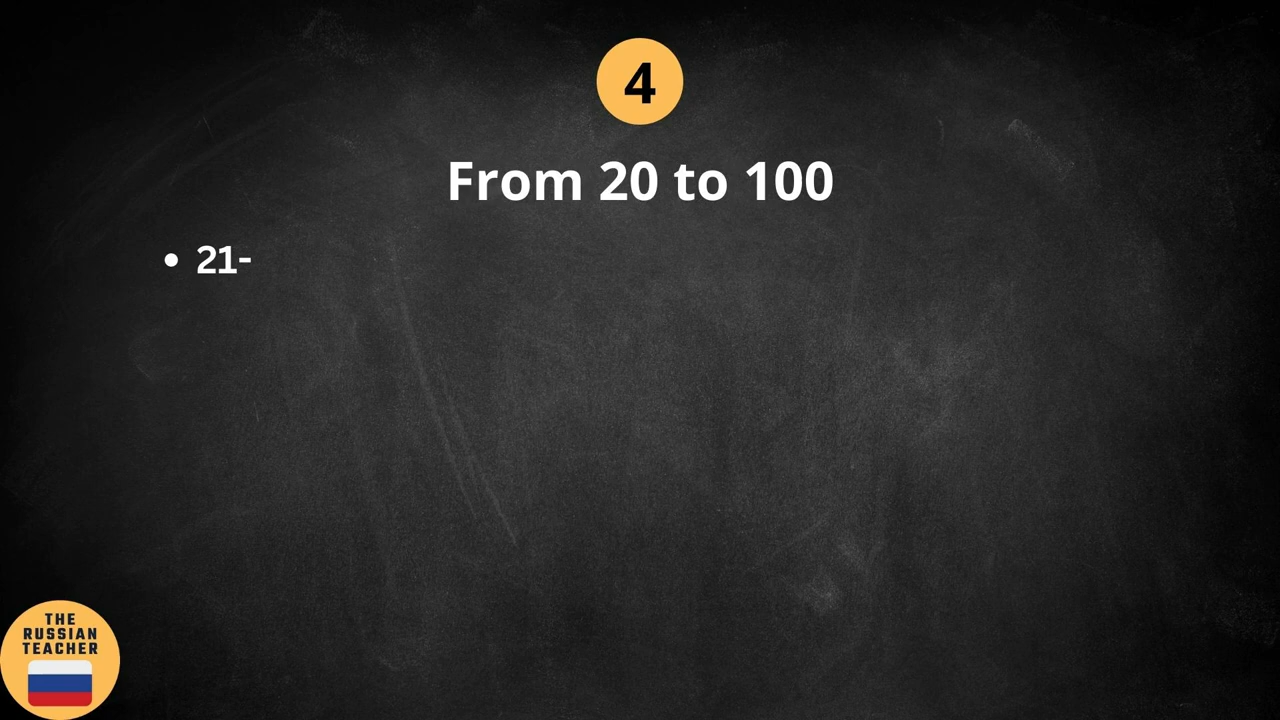 4
From 20 to 100
• 21-
THE
RUSSIAN
TEACHER